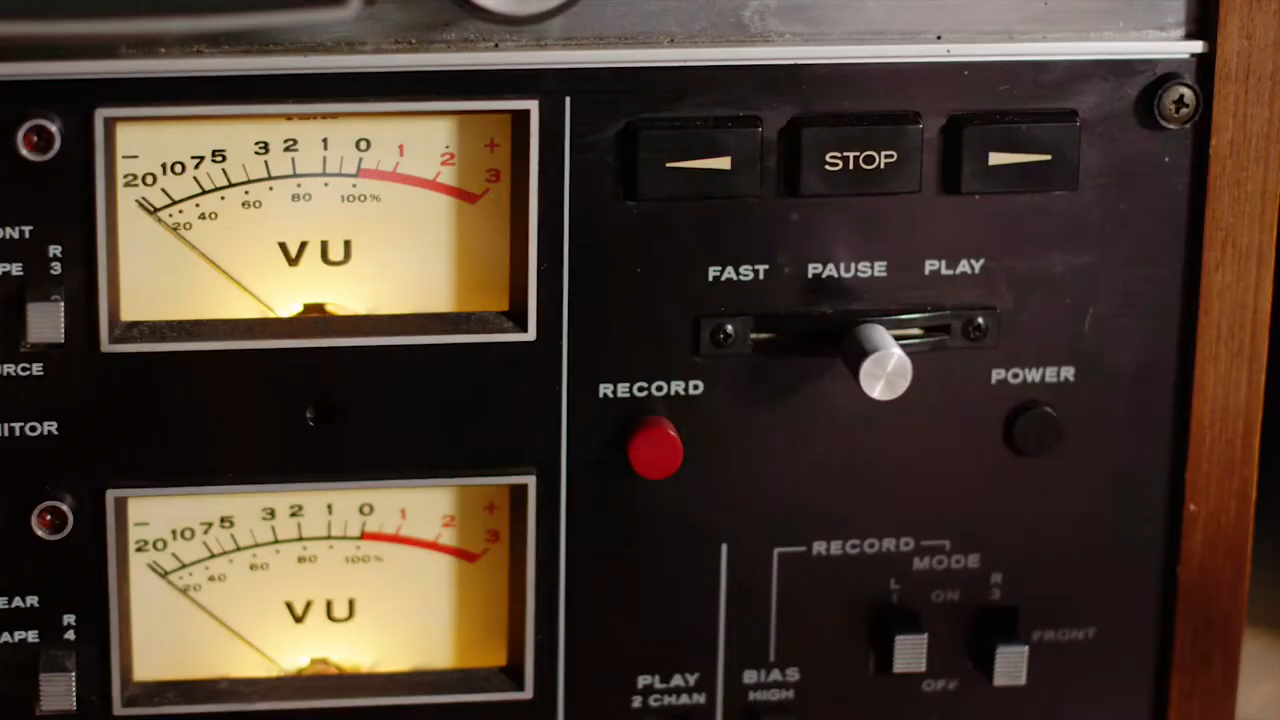 − 20 10 7 5 3 2 1 0 1 2 + 3
20 40 60 80 100%
VU
STOP
FAST PAUSE PLAY
RECORD
POWER
ONT
R
PE 3
URCE
ITOR
− 20 10 7 5 3 2 1 0 1 2 + 3
20 40 60 80 100%
VU
EAR
R
APE 4
RECORD
MODE
L R
1 ON 3
FRONT
OFF
PLAY
2 CHAN
BIAS
HIGH